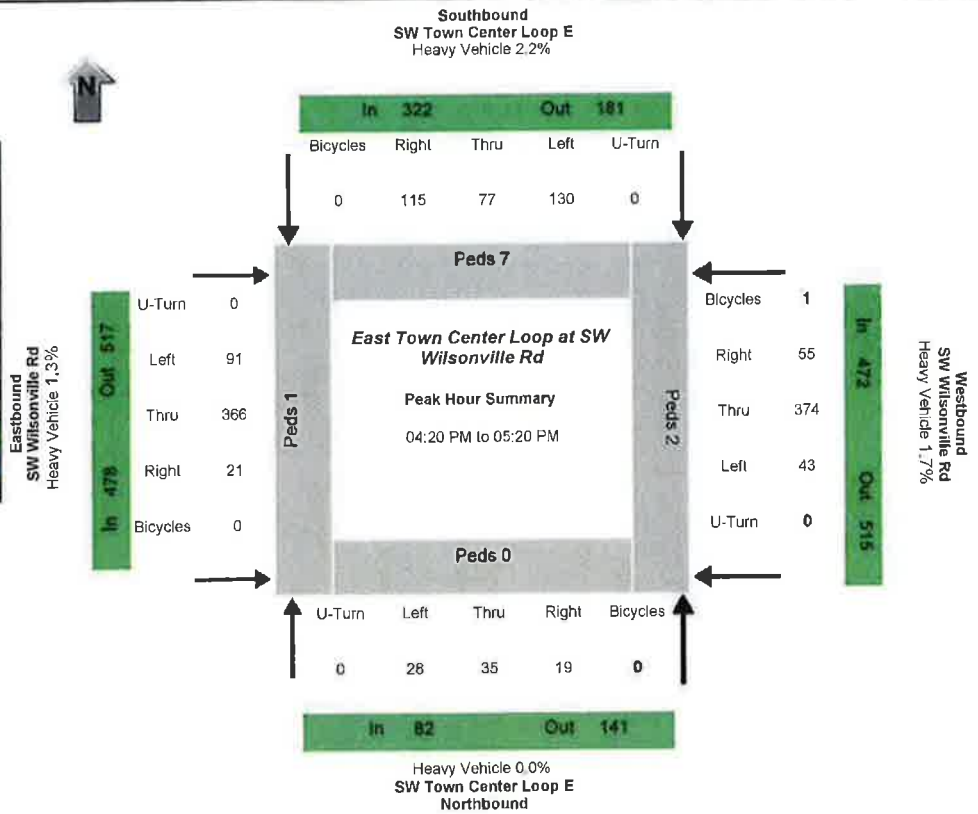 Southbound
SW Town Center Loop E
Heavy Vehicle 2.2%
N
In 322 Out 181
Bicycles Right Thru Left U-Turn
0 115 77 130 0
Peds 7
Eastbound
SW Wilsonville Rd
Heavy Vehicle 1.3%
In 478 Out 517
U-Turn 0
Left 91
Thru 366
Right 21
Bicycles 0
Peds 1
East Town Center Loop at SW
Wilsonville Rd
Peak Hour Summary
04:20 PM to 05:20 PM
Peds 2
Bicycles 1
Right 55
Thru 374
Left 43
U-Turn 0
In 472 Out 515
Westbound
SW Wilsonville Rd
Heavy Vehicle 1.7%
Peds 0
U-Turn Left Thru Right Bicycles
0 28 35 19 0
In 82 Out 141
Heavy Vehicle 0.0%
SW Town Center Loop E
Northbound